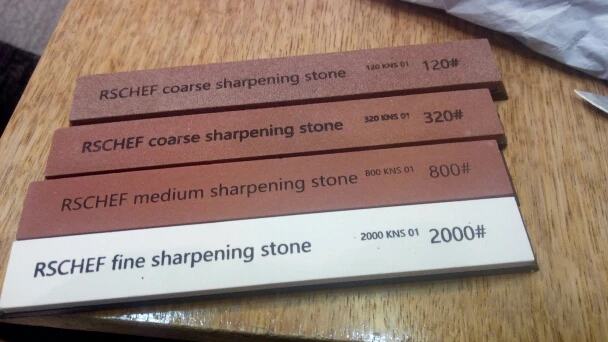 RSCHEF coarse sharpening stone 120 KNS 01 120#
RSCHEF coarse sharpening stone 320 KNS 01 320#
RSCHEF medium sharpening stone 800 KNS 01 800#
RSCHEF fine sharpening stone 2000 KNS 01 2000#